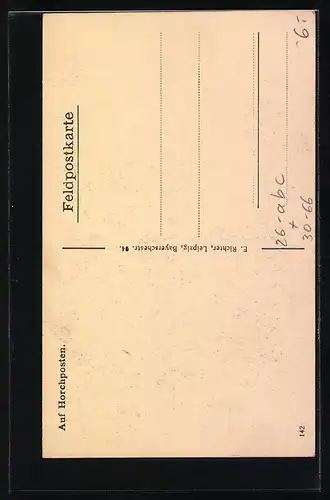 Auf Horchposten.
Feldpostkarte
E. Richter, Leipzig, Bayerschestr. 94.
142
26-abc
+
30-66
-6-